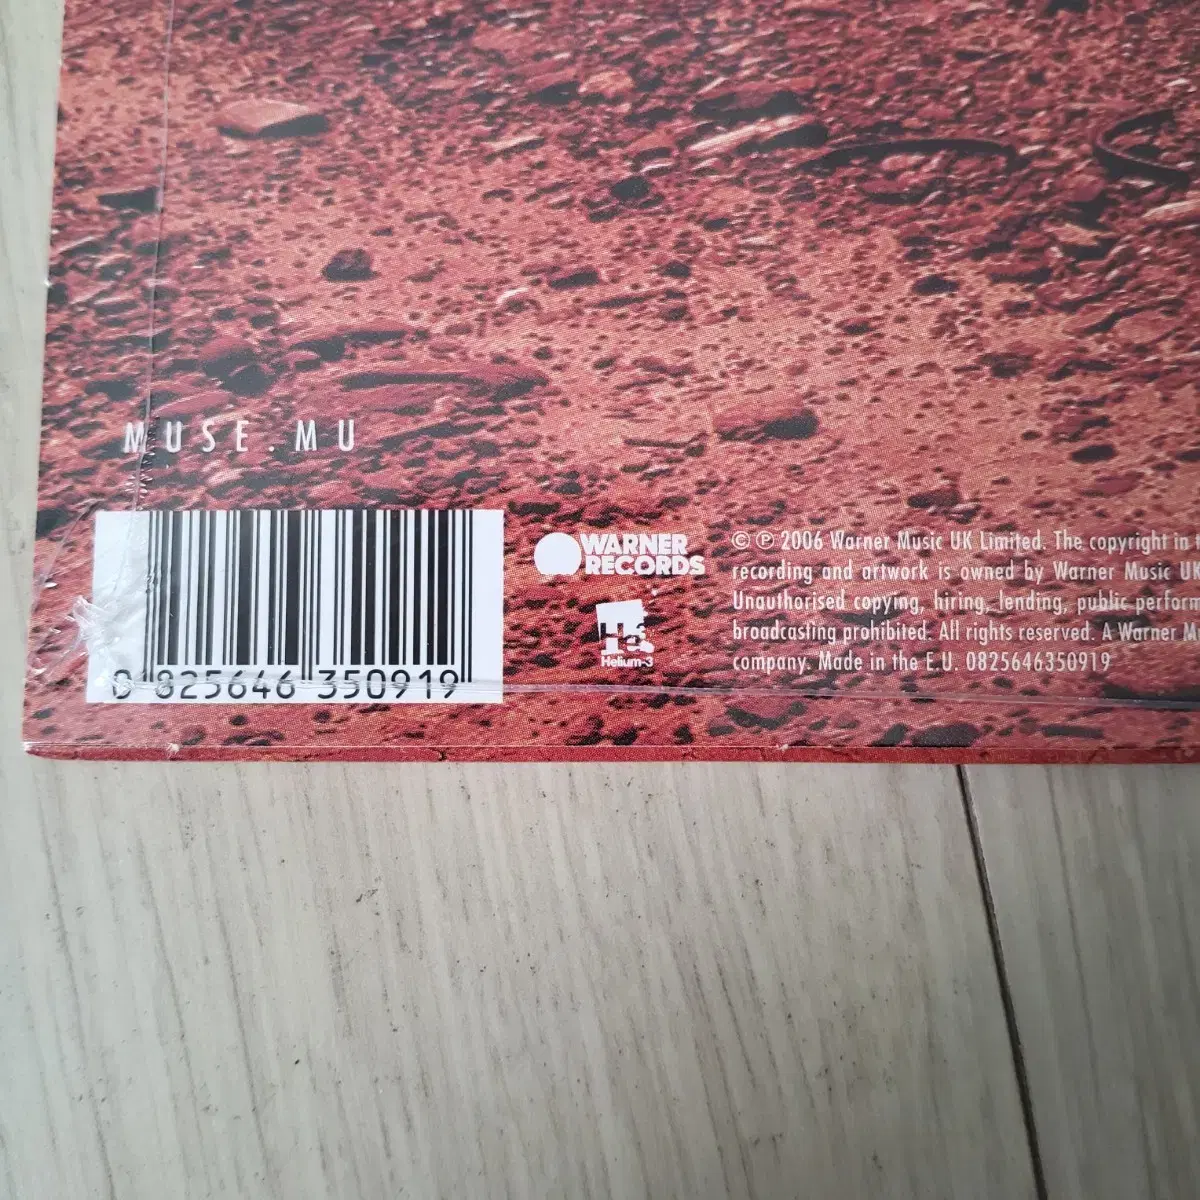 MUSE.MU
0 825646 350919
WARNER
RECORDS
Helium-3
© ℗ 2006 Warner Music UK Limited. The copyright in
recording and artwork is owned by Warner Music UK
Unauthorised copying, hiring, lending, public
broadcasting prohibited. All rights reserved. A Warner
company. Made in the E.U. 0825646350919